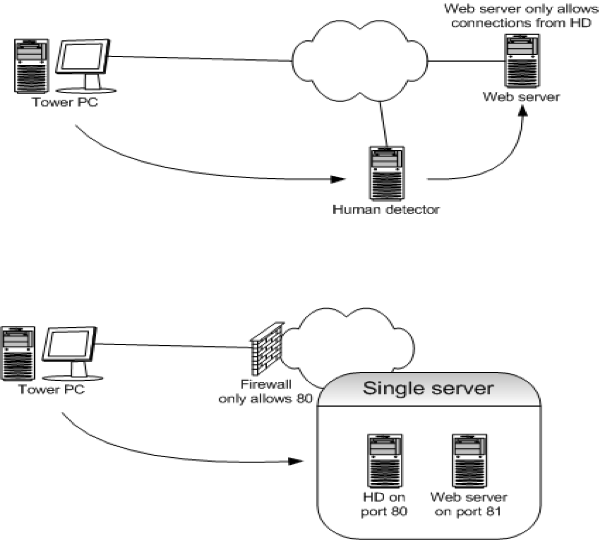 Web server only allows
connections from HD
Tower PC
Web server
Human detector
Tower PC
Firewall
only allows 80
Single server
HD on
port 80
Web server
on port 81